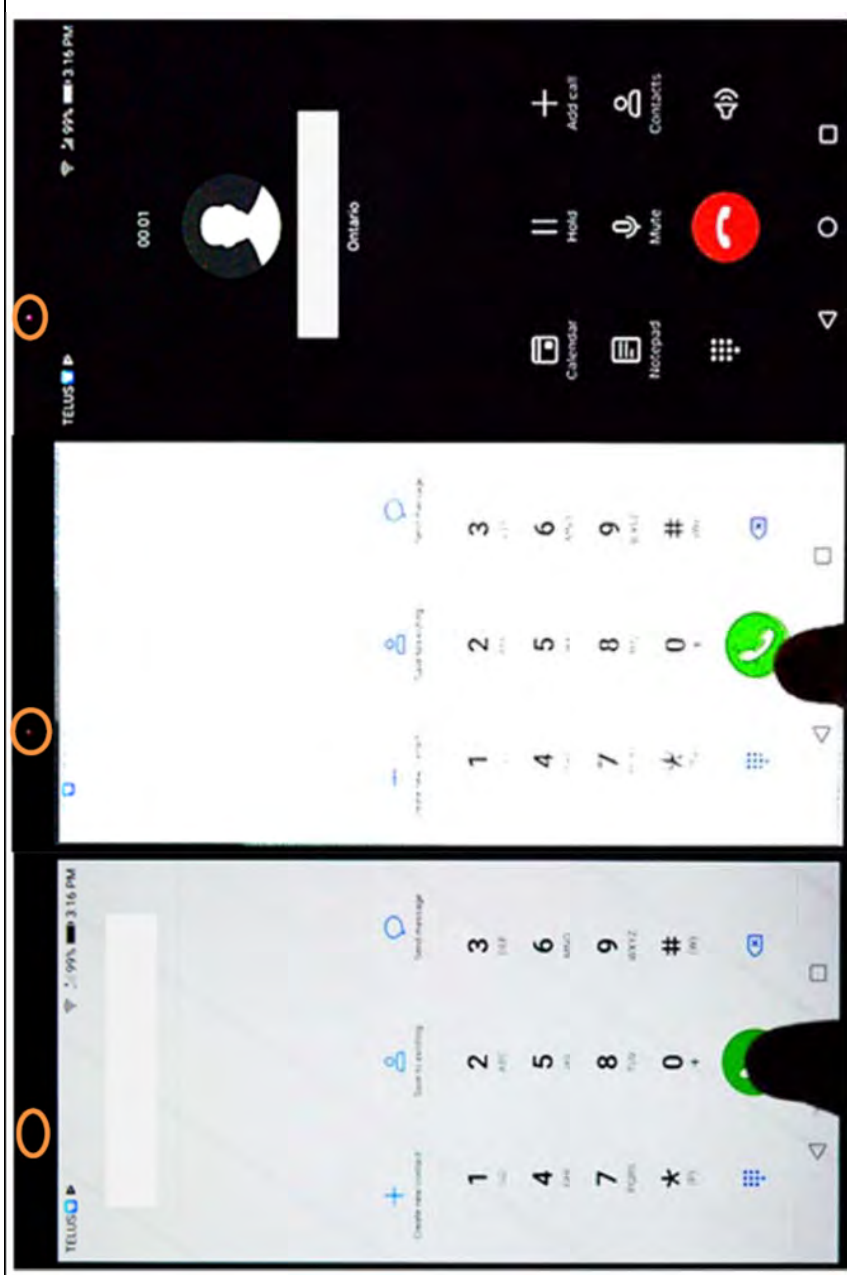 TELUS 99% 3:16 PM
Create new contact Save to existing Send message
1 2 3
ABC DEF
4 5 6
7 8 9
PQRS TUV WXYZ
* 0 #
(P) + (W)
1 2 3
4 5 6
7 8 9
* 0 #
TELUS 99% 3:16 PM
00:01
Ontario
Calendar Hold Add call
Notepad Mute Contacts